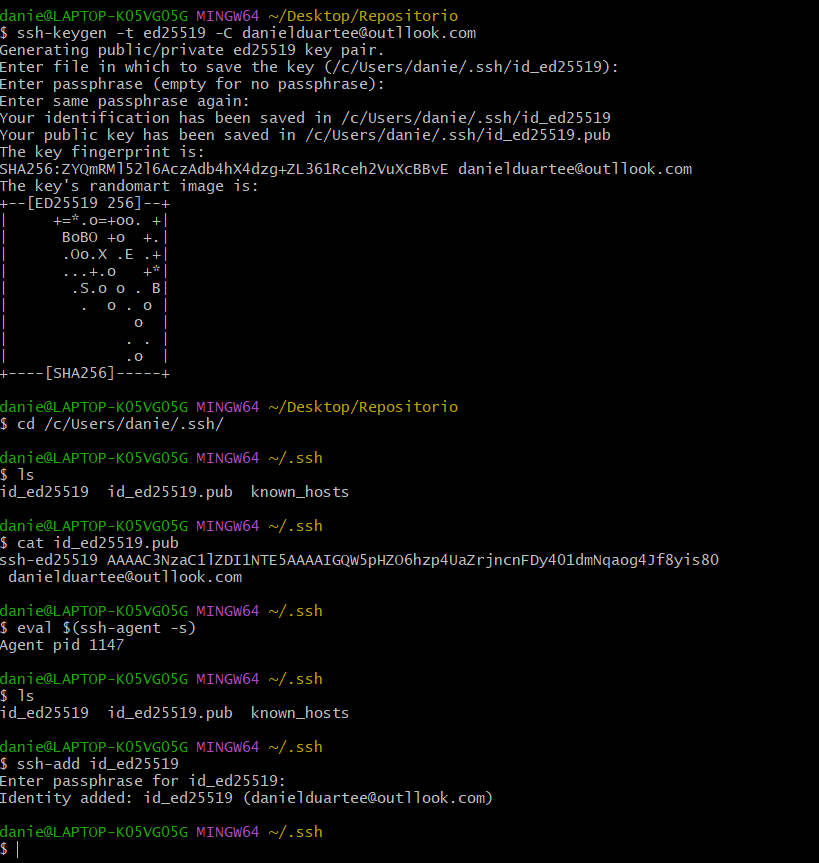 danie@LAPTOP-K05VG05G MINGW64 ~/Desktop/Repositorio
$ ssh-keygen -t ed25519 -C danielduartee@outllook.com
Generating public/private ed25519 key pair.
Enter file in which to save the key (/c/Users/danie/.ssh/id_ed25519):
Enter passphrase (empty for no passphrase):
Enter same passphrase again:
Your identification has been saved in /c/Users/danie/.ssh/id_ed25519
Your public key has been saved in /c/Users/danie/.ssh/id_ed25519.pub
The key fingerprint is:
SHA256:ZYQmRMl52l6AczAdb4hX4dzg+ZL361Rceh2VuXcBBvE danielduartee@outllook.com
The key's randomart image is:
+--[ED25519 256]--+
|     +=*.o=+oo. +|
|      BoBO +o  +.|
|      .Oo.X .E .+|
|      ...+.o   +*|
|       .S.o o . B|
|        .  o . o |
|              o  |
|             . . |
|             .o  |
+----[SHA256]-----+
danie@LAPTOP-K05VG05G MINGW64 ~/Desktop/Repositorio
$ cd /c/Users/danie/.ssh/
danie@LAPTOP-K05VG05G MINGW64 ~/.ssh
$ ls
id_ed25519  id_ed25519.pub  known_hosts
danie@LAPTOP-K05VG05G MINGW64 ~/.ssh
$ cat id_ed25519.pub
ssh-ed25519 AAAAC3NzaC1lZDI1NTE5AAAAIGQW5pHZO6hzp4UaZrjncnFDy401dmNqaog4Jf8yis8O
danielduartee@outllook.com
danie@LAPTOP-K05VG05G MINGW64 ~/.ssh
$ eval $(ssh-agent -s)
Agent pid 1147
danie@LAPTOP-K05VG05G MINGW64 ~/.ssh
$ ls
id_ed25519  id_ed25519.pub  known_hosts
danie@LAPTOP-K05VG05G MINGW64 ~/.ssh
$ ssh-add id_ed25519
Enter passphrase for id_ed25519:
Identity added: id_ed25519 (danielduartee@outllook.com)
danie@LAPTOP-K05VG05G MINGW64 ~/.ssh
$